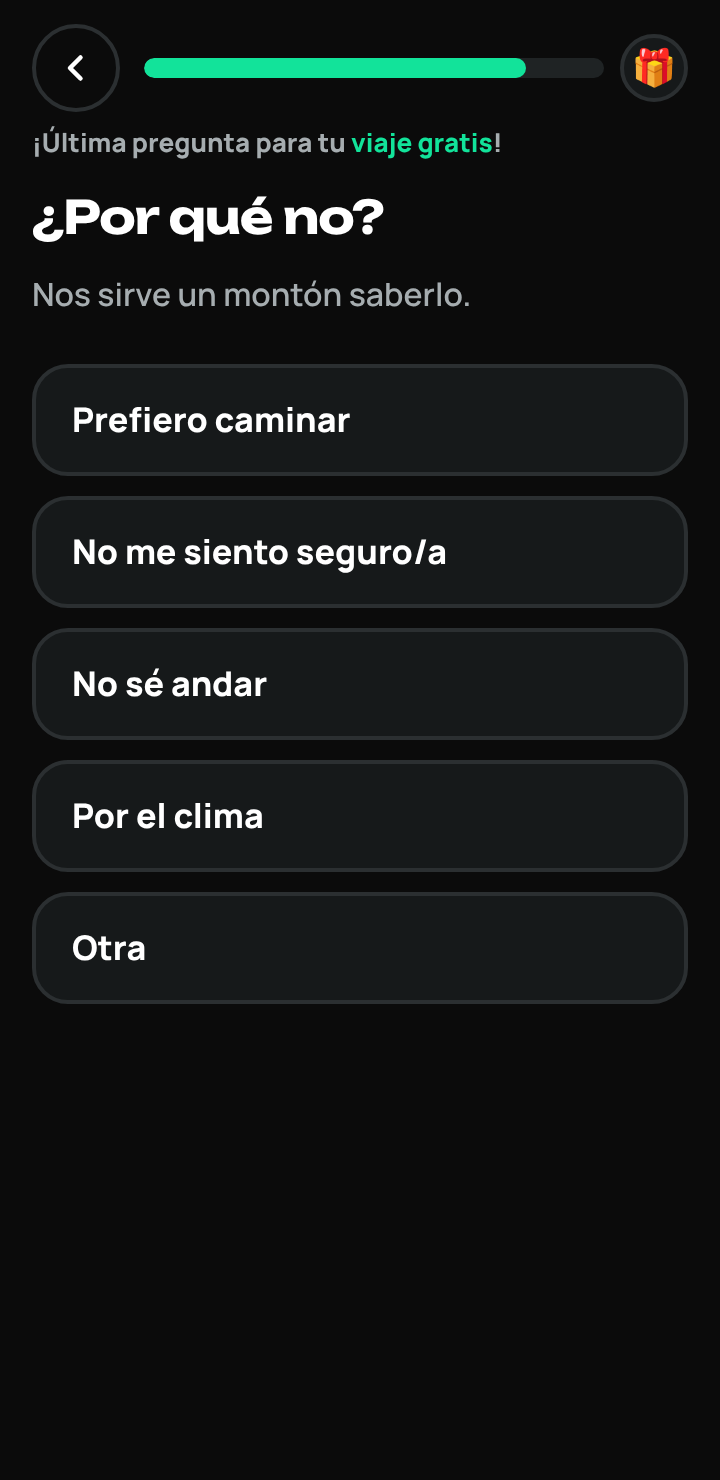 ¡Última pregunta para tu viaje gratis!
¿Por qué no?
Nos sirve un montón saberlo.
Prefiero caminar
No me siento seguro/a
No sé andar
Por el clima
Otra